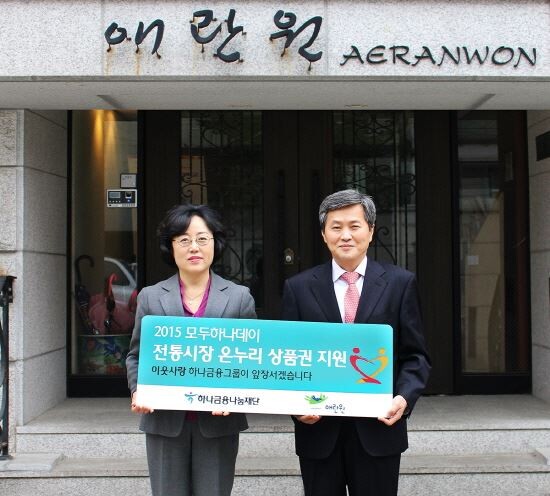 애란원 AERANWON
2015 모두하나데이
전통시장 온누리 상품권 지원
이웃사랑 하나금융그룹이 앞장서겠습니다
하나금융나눔재단 애란원